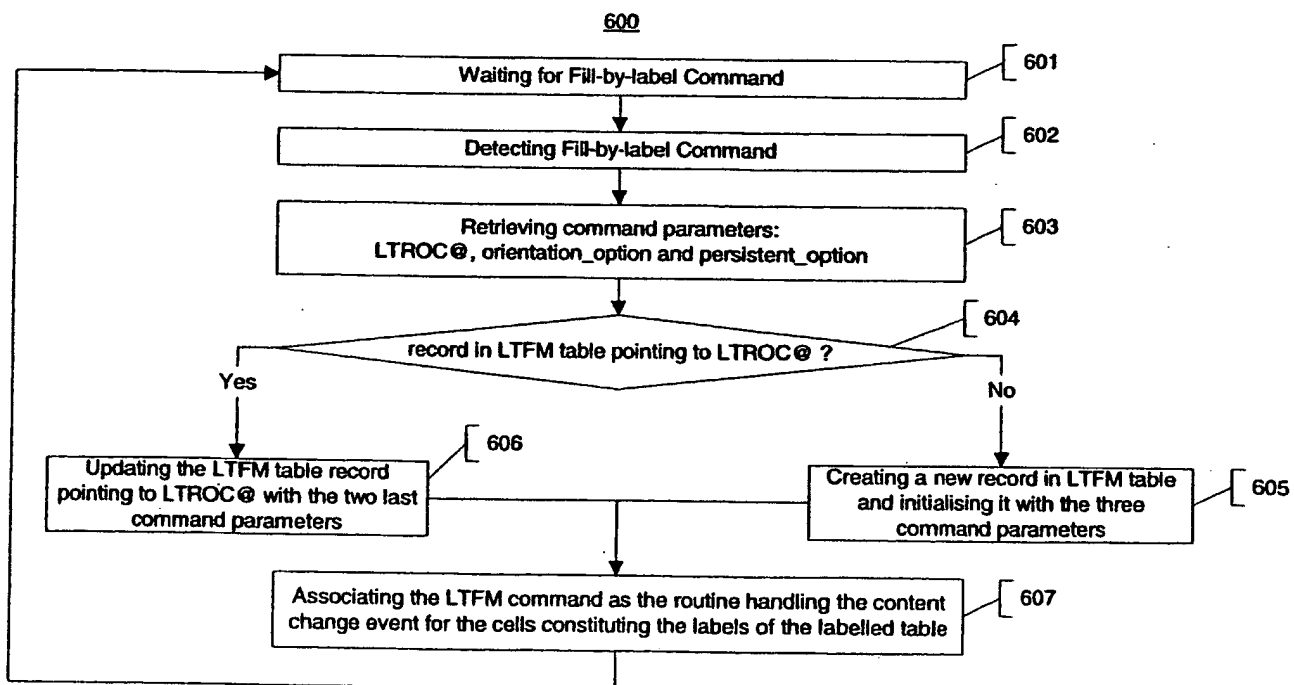 600
601
Waiting for Fill-by-label Command
602
Detecting Fill-by-label Command
603
Retrieving command parameters:
LTROC@, orientation_option and persistent_option
604
record in LTFM table pointing to LTROC@ ?
Yes
No
606
Updating the LTFM table record
pointing to LTROC@ with the two last
command parameters
Creating a new record in LTFM table
and initialising it with the three
command parameters
605
Associating the LTFM command as the routine handling the content
change event for the cells constituting the labels of the labelled table
607